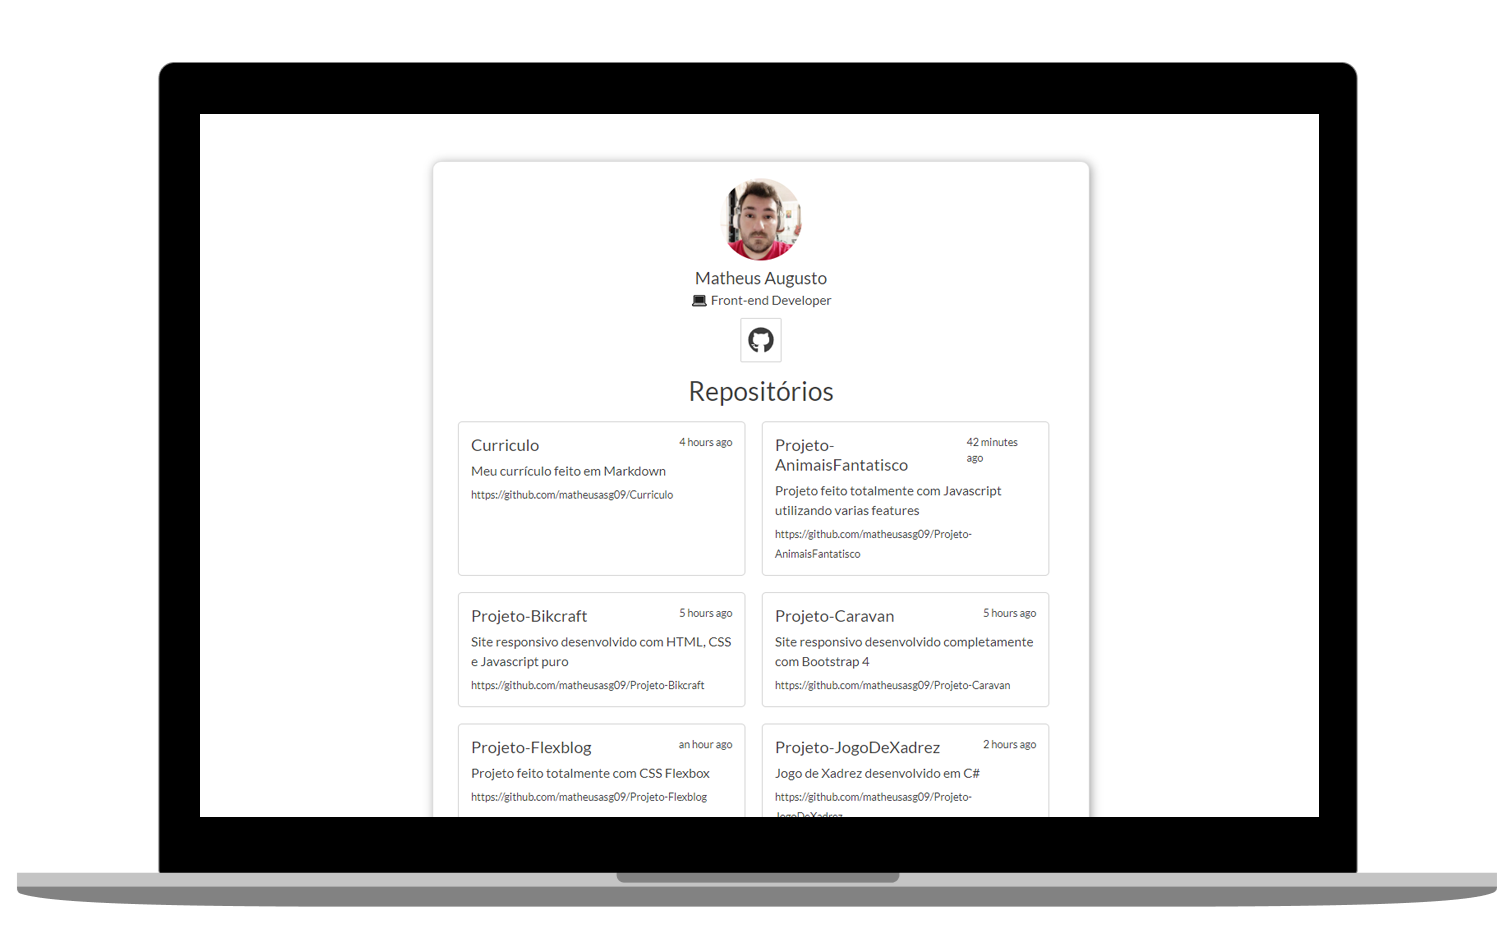 Matheus Augusto
Front-end Developer
Repositórios
Curriculo
4 hours ago
Meu currículo feito em Markdown
https://github.com/matheusasg09/Curriculo
Projeto-
AnimaisFantatisco
42 minutes
ago
Projeto feito totalmente com Javascript
utilizando varias features
https://github.com/matheusasg09/Projeto-
AnimaisFantatisco
Projeto-Bikcraft
5 hours ago
Site responsivo desenvolvido com HTML, CSS
e Javascript puro
https://github.com/matheusasg09/Projeto-Bikcraft
Projeto-Caravan
5 hours ago
Site responsivo desenvolvido completamente
com Bootstrap 4
https://github.com/matheusasg09/Projeto-Caravan
Projeto-Flexblog
an hour ago
Projeto feito totalmente com CSS Flexbox
https://github.com/matheusasg09/Projeto-Flexblog
Projeto-JogoDeXadrez
2 hours ago
Jogo de Xadrez desenvolvido em C#
https://github.com/matheusasg09/Projeto-
JogoDeXadrez